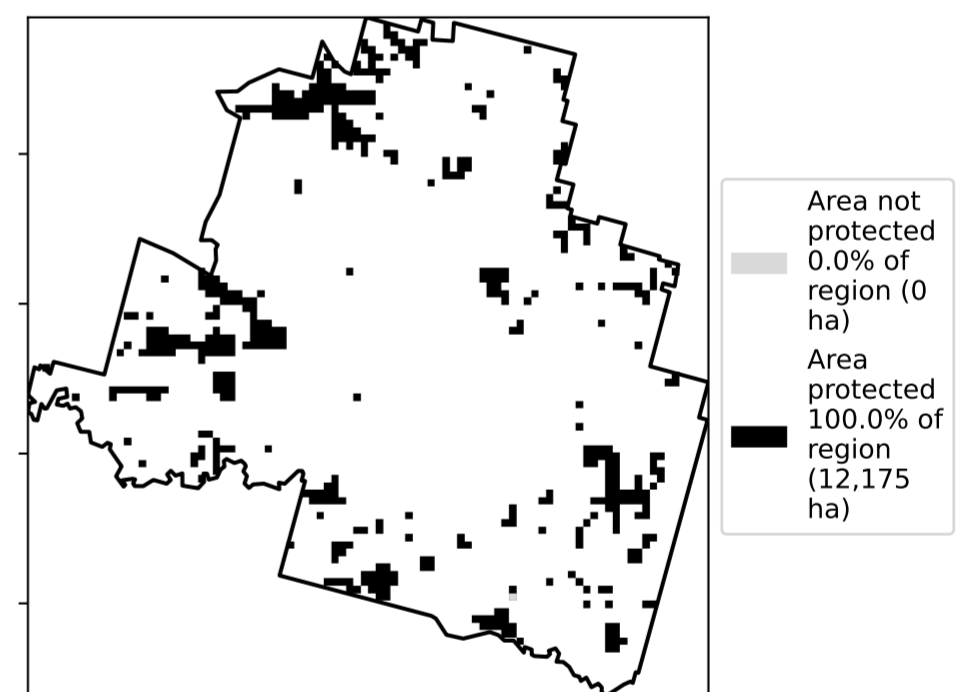 Area not
protected
0.0% of
region (0
ha)
Area
protected
100.0% of
region
(12,175
ha)